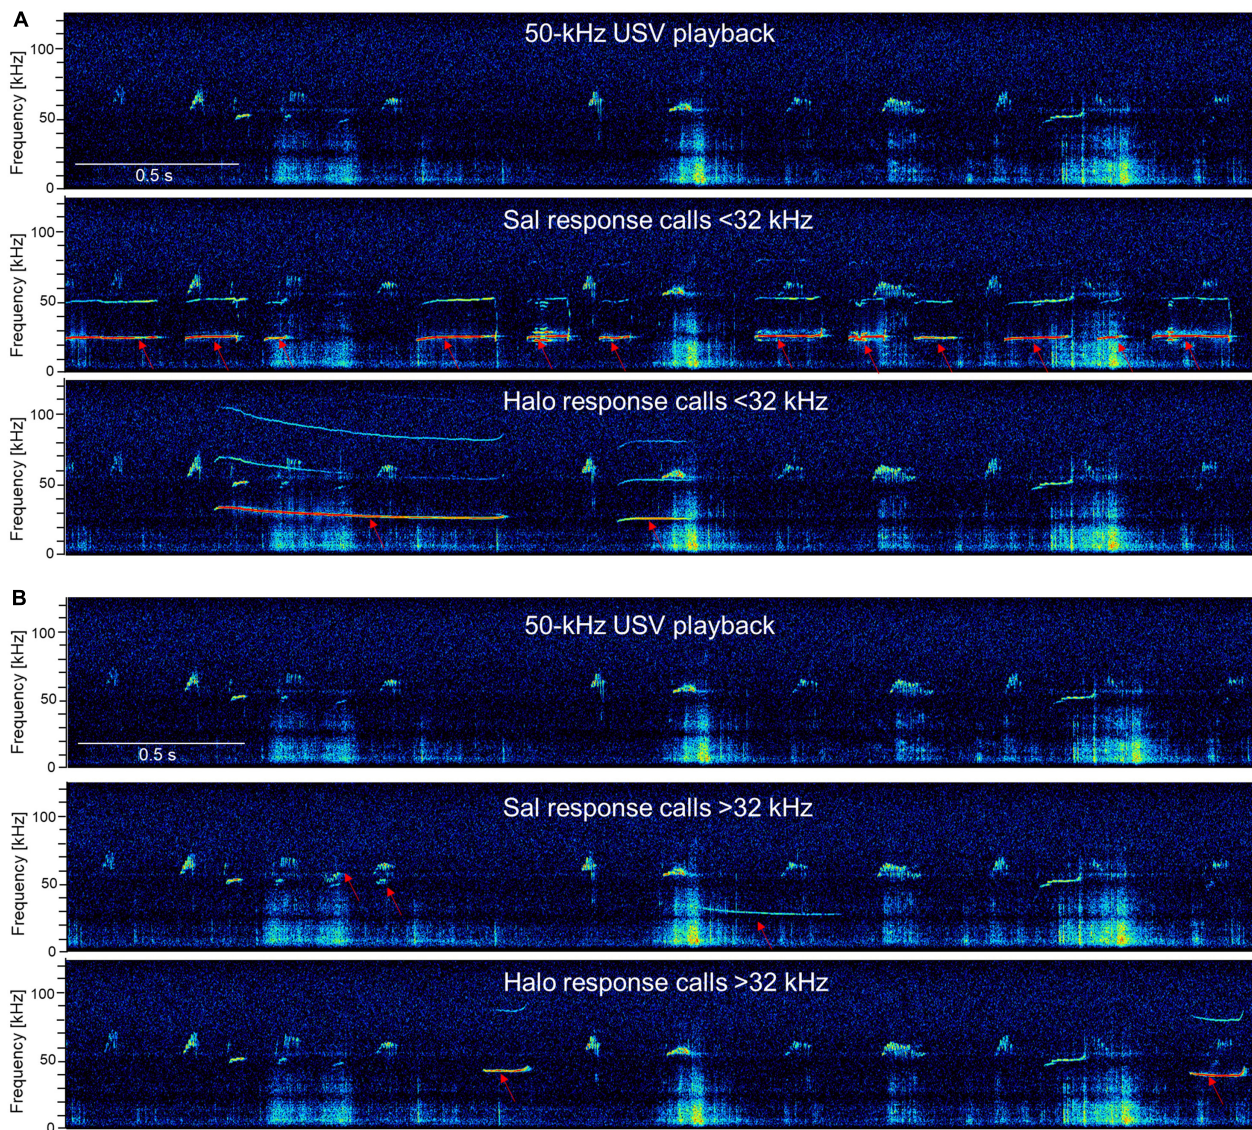 A
50-kHz USV playback
Frequency [kHz]
100
50
0
0.5 s
Sal response calls <32 kHz
Frequency [kHz]
100
50
0
Halo response calls <32 kHz
Frequency [kHz]
100
50
0
B
50-kHz USV playback
Frequency [kHz]
100
50
0
0.5 s
Sal response calls >32 kHz
Frequency [kHz]
100
50
0
Halo response calls >32 kHz
Frequency [kHz]
100
50
0